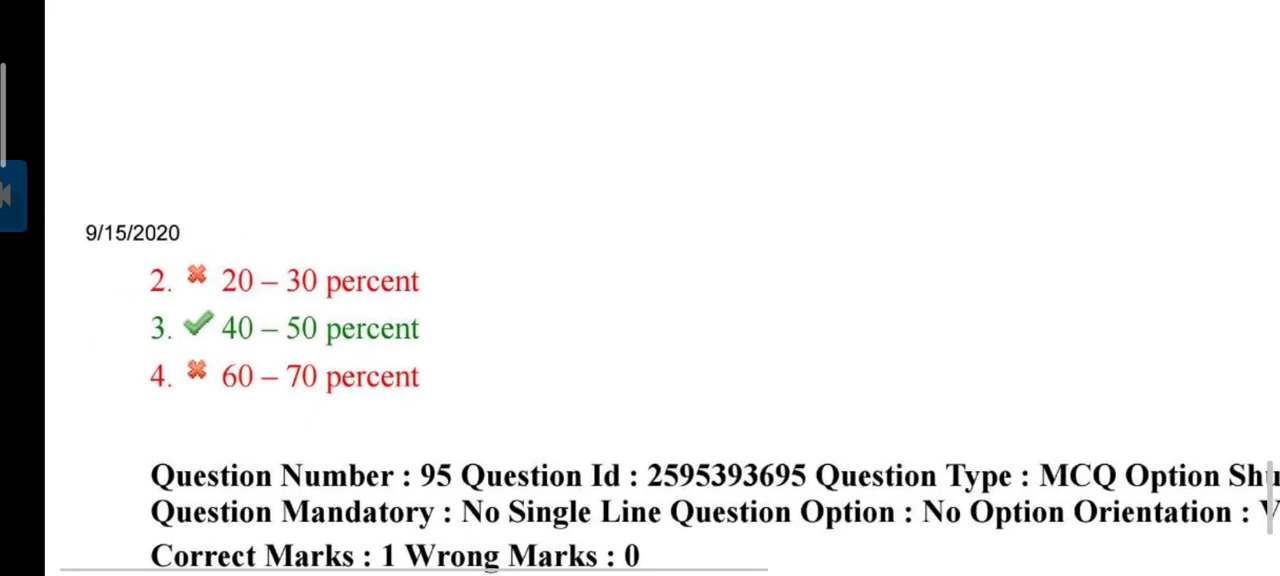 9/15/2020
2. 20 – 30 percent
3. 40 – 50 percent
4. 60 – 70 percent
Question Number : 95 Question Id : 2595393695 Question Type : MCQ Option Shu
Question Mandatory : No Single Line Question Option : No Option Orientation : V
Correct Marks : 1 Wrong Marks : 0